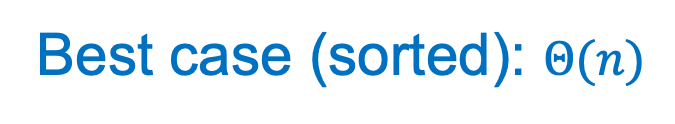 Best case (sorted): Θ(n)